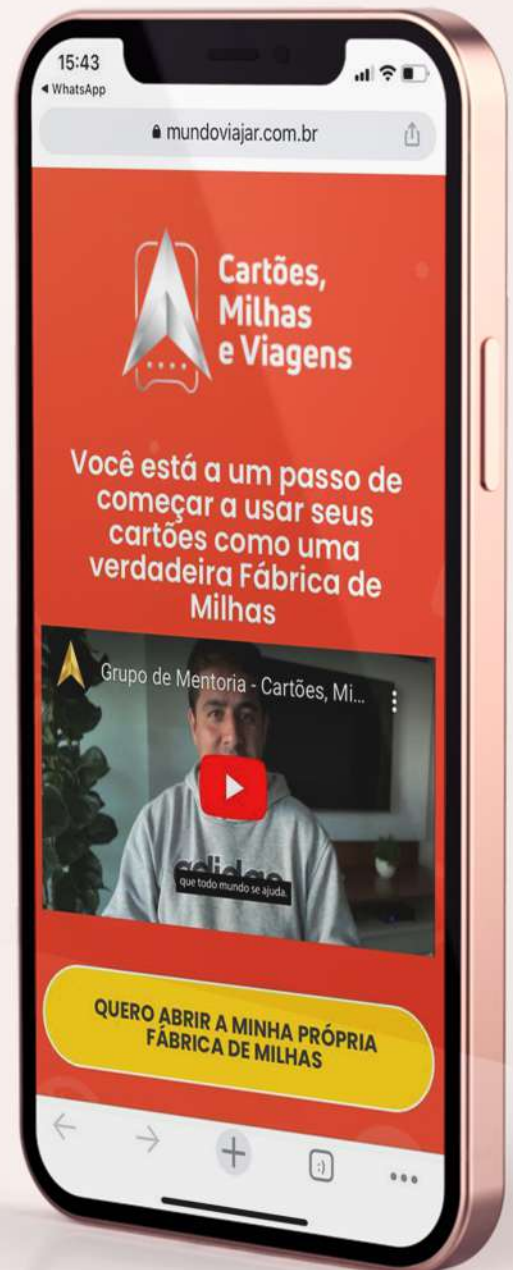 15:43
◀ WhatsApp
mundoviajar.com.br
Cartões,
Milhas
e Viagens
Você está a um passo de
começar a usar seus
cartões como uma
verdadeira Fábrica de
Milhas
Grupo de Mentoria - Cartões, Mi...
adidas
que todo mundo se ajuda.
QUERO ABRIR A MINHA PRÓPRIA
FÁBRICA DE MILHAS
:)